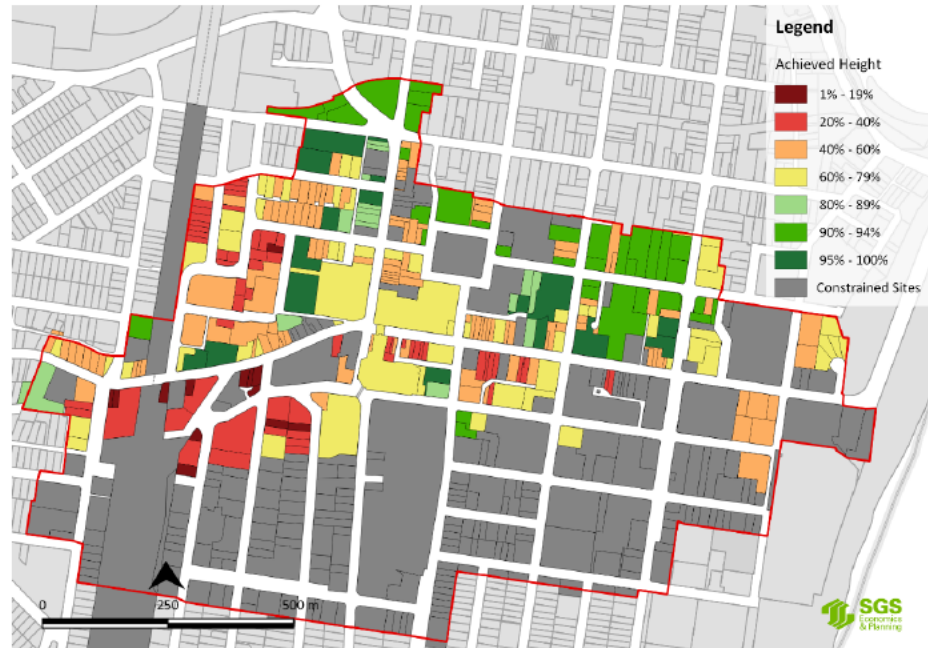 Legend
Achieved Height
1% - 19%
20% - 40%
40% - 60%
60% - 79%
80% - 89%
90% - 94%
95% - 100%
Constrained Sites
0 250 500 m
SGS
Economics
& Planning